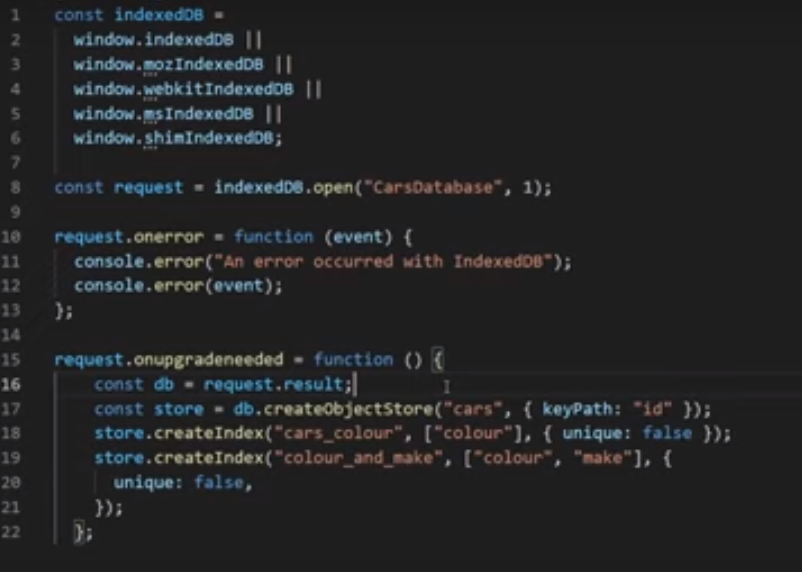 1 const indexedDB =
2 window.indexedDB ||
3 window.mozIndexedDB ||
4 window.webkitIndexedDB ||
5 window.msIndexedDB ||
6 window.shimIndexedDB;
7
8 const request = indexedDB.open("CarsDatabase", 1);
9
10 request.onerror = function (event) {
11 console.error("An error occurred with IndexedDB");
12 console.error(event);
13 };
14
15 request.onupgradeneeded = function () {
16 const db = request.result;
17 const store = db.createObjectStore("cars", { keyPath: "id" });
18 store.createIndex("cars_colour", ["colour"], { unique: false });
19 store.createIndex("colour_and_make", ["colour", "make"], {
20 unique: false,
21 });
22 };